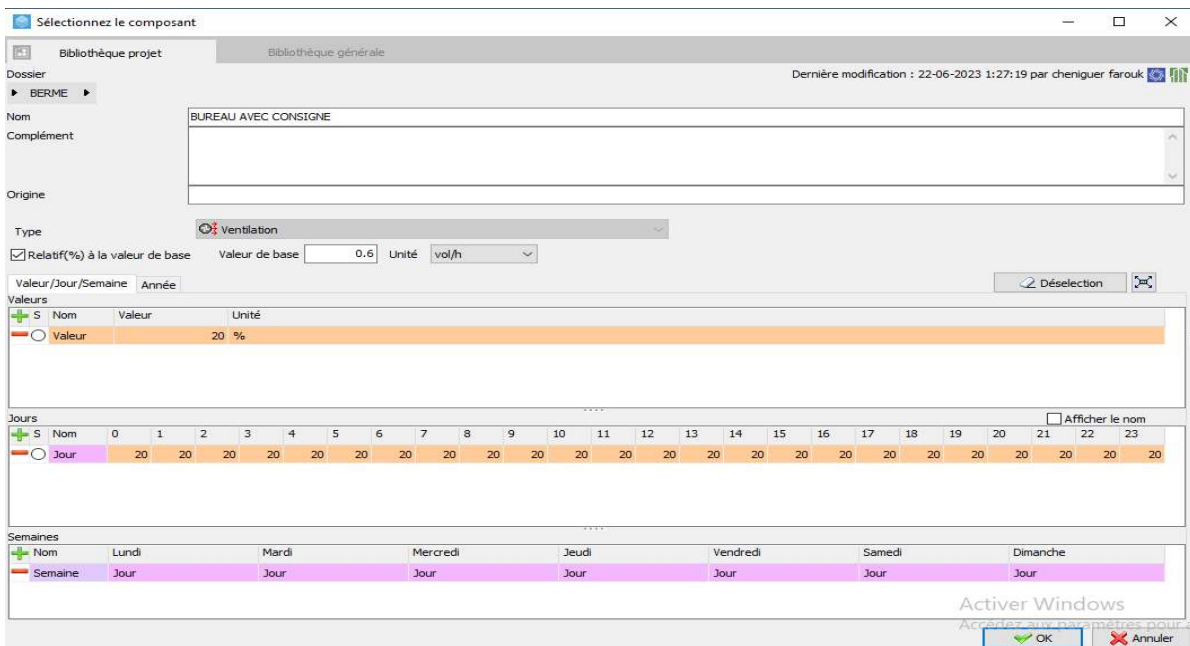 Sélectionnez le composant
Bibliothèque projet Bibliothèque générale
Dossier Dernière modification : 22-06-2023 1:27:19 par cheniguer farouk
BERME
Nom BUREAU AVEC CONSIGNE
Complément
Origine
Type Ventilation
Relatif(%) à la valeur de base Valeur de base 0.6 Unité vol/h
Valeur/Jour/Semaine Année Déselection
Valeurs
S Nom Valeur Unité
Valeur 20 %
Jours Afficher le nom
S Nom 0 1 2 3 4 5 6 7 8 9 10 11 12 13 14 15 16 17 18 19 20 21 22 23
Jour 20 20 20 20 20 20 20 20 20 20 20 20 20 20 20 20 20 20 20 20 20 20 20 20
Semaines
Nom Lundi Mardi Mercredi Jeudi Vendredi Samedi Dimanche
Semaine Jour Jour Jour Jour Jour Jour Jour
Activer Windows
Accédez aux paramètres pour a
OK Annuler